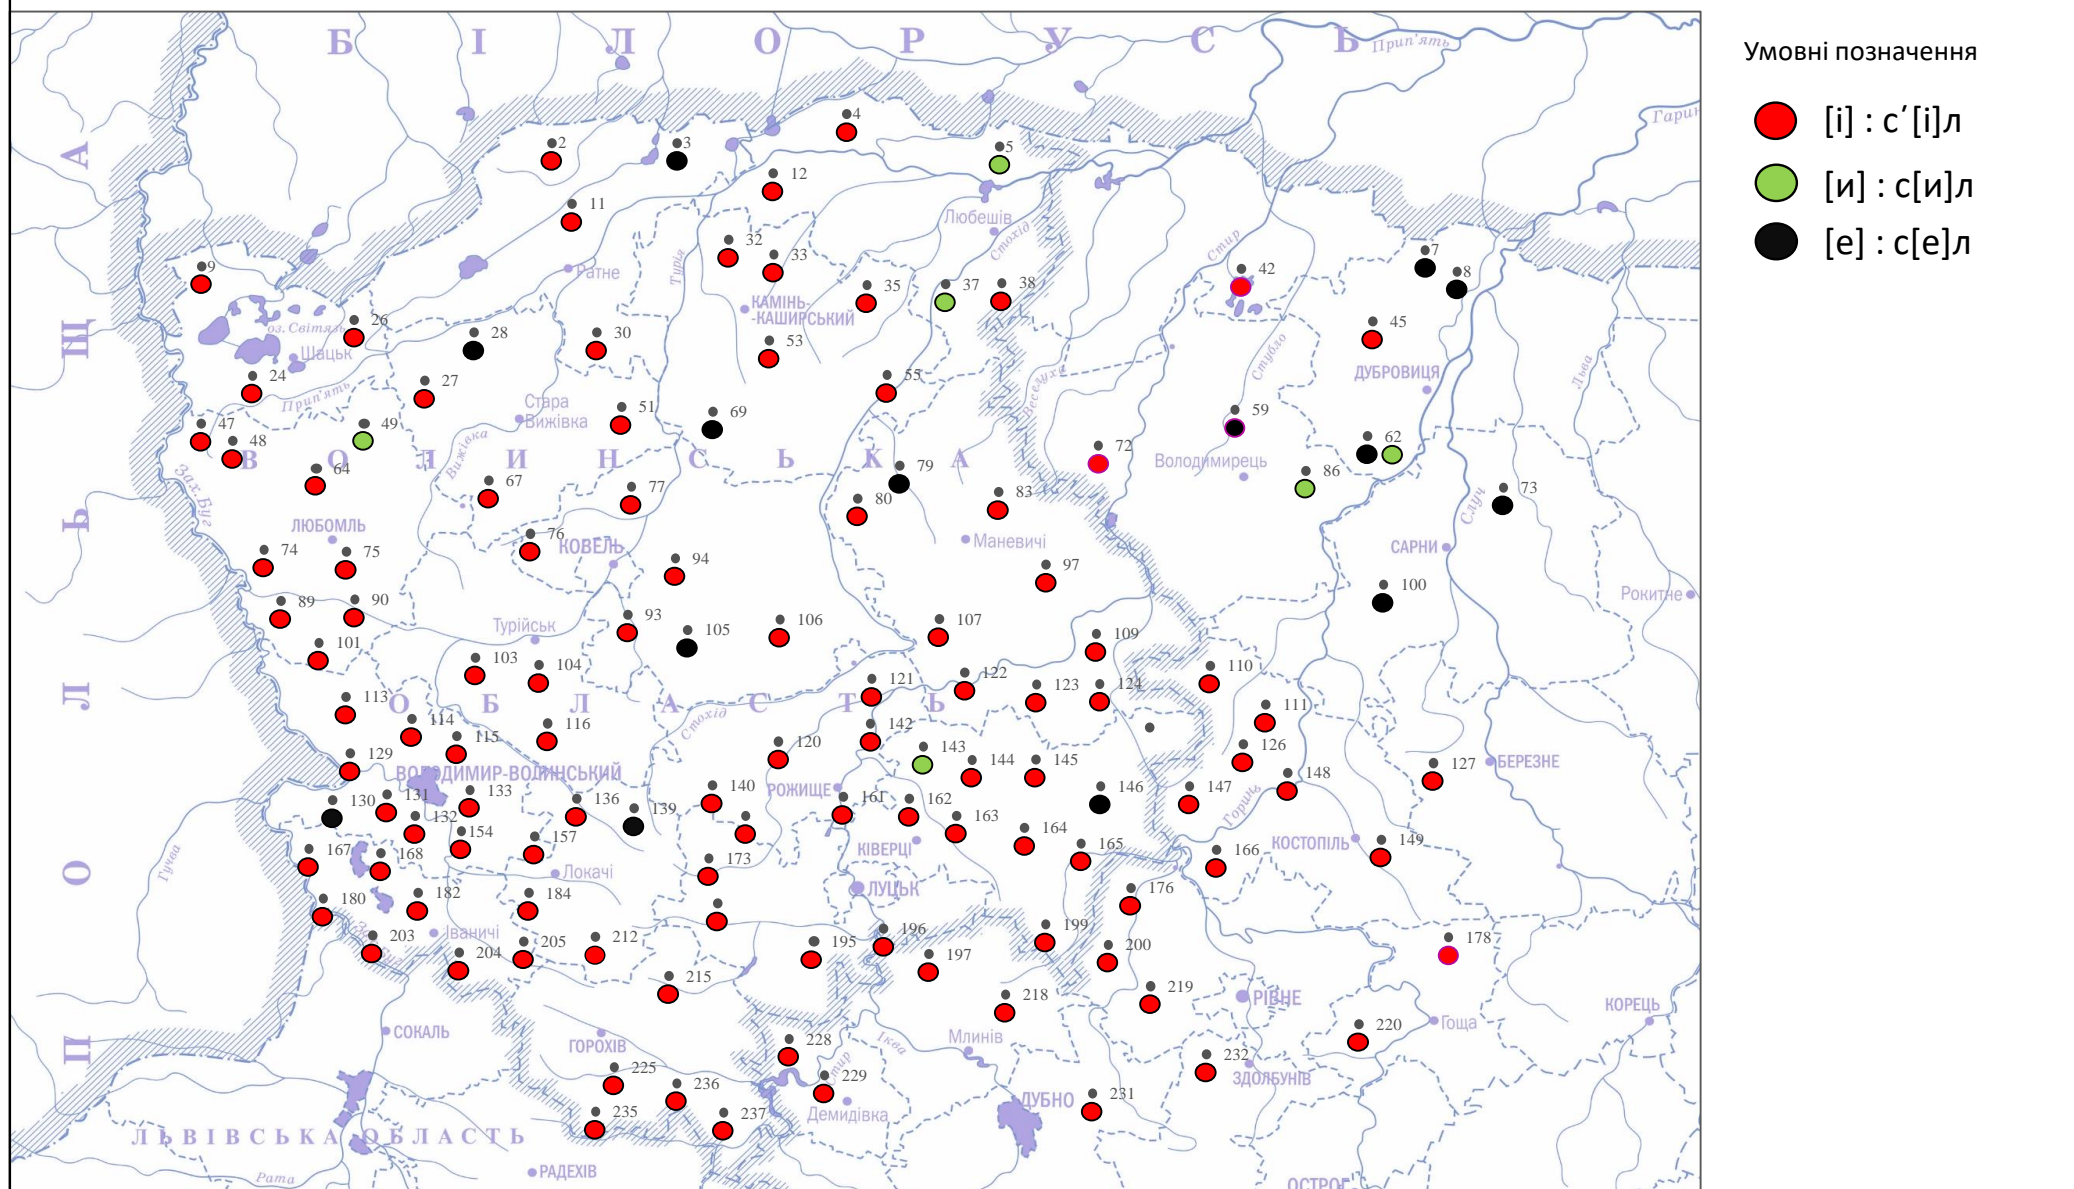 БІЛОРУСЬ
Прип'ять
Умовні позначення
[і] : с′[і]л
[и] : с[и]л
[е] : с[е]л
ПОЛЬЩА
Горин
4
2
3
5
12
11
Любешів
Стир
32
33
Стохід
7
8
9
Ратне
Турія
42
35
37
38
КАМІНЬ-
-КАШИРСЬКИЙ
оз. Світязь
26
28
30
45
Шацьк
53
Стубло
Льва
24
Прип'ять
27
55
Веселуха
ДУБРОВИЦЯ
Стара
Вижівка
51
69
59
47
48
49
62
72
Вижівка
ВОЛИНСЬКА
Володимирець
64
79
86
Зах. Буг
67
77
80
83
73
Случ
ЛЮБОМЛЬ
76
КОВЕЛЬ
Маневичі
САРНИ
74
75
94
97
100
Рокитне
89
90
Турійськ
93
105
106
107
109
101
103
104
110
121
122
123
124
113
ОБЛАСТЬ
111
114
115
116
Стохід
142
120
143
144
145
126
129
ВОЛОДИМИР-ВОЛИНСЬКИЙ
БЕРЕЗНЕ
127
130
131
133
136
139
140
РОЖИЩЕ
161
162
146
147
148
Горинь
132
154
157
163
164
КІВЕРЦІ
КОСТОПІЛЬ
149
167
168
Локачі
173
165
166
Гучва
ЛУЦЬК
176
180
182
184
Іваничі
203
204
205
212
195
196
197
199
200
178
215
218
219
РІВНЕ
КОРЕЦЬ
СОКАЛЬ
ГОРОХІВ
228
Іква
Млинів
220
Гоща
Стир
225
236
229
232
ЗДОЛБУНІВ
235
237
Демидівка
231
ДУБНО
ЛЬВІВСЬКА ОБЛАСТЬ
РАДЕХІВ
Рата
ОСТРОГ